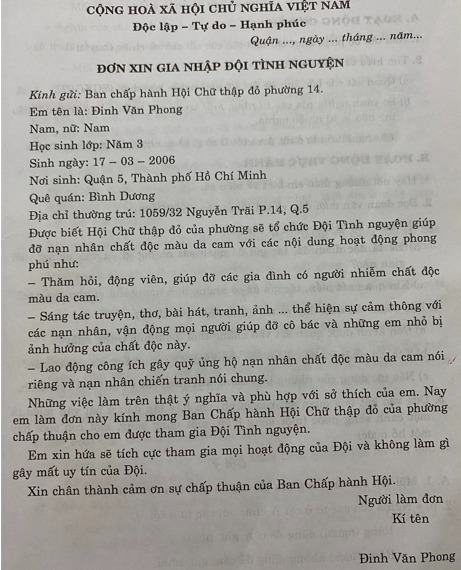 CỘNG HOÀ XÃ HỘI CHỦ NGHĨA VIỆT NAM
Độc lập – Tự do – Hạnh phúc
Quận ..., ngày ... tháng ... năm...
ĐƠN XIN GIA NHẬP ĐỘI TÌNH NGUYỆN
Kính gửi: Ban chấp hành Hội Chữ thập đỏ phường 14.
Em tên là: Đinh Văn Phong
Nam, nữ: Nam
Học sinh lớp: Năm 3
Sinh ngày: 17 – 03 – 2006
Nơi sinh: Quận 5, Thành phố Hồ Chí Minh
Quê quán: Bình Dương
Địa chỉ thường trú: 1059/32 Nguyễn Trãi P.14, Q.5
Được biết Hội Chữ thập đỏ của phường sẽ tổ chức Đội Tình nguyện giúp
đỡ nạn nhân chất độc màu da cam với các nội dung hoạt động phong
phú như:
– Thăm hỏi, động viên, giúp đỡ các gia đình có người nhiễm chất độc
màu da cam.
– Sáng tác truyện, thơ, bài hát, tranh, ảnh ... thể hiện sự cảm thông với
các nạn nhân, vận động mọi người giúp đỡ cô bác và những em nhỏ bị
ảnh hưởng của chất độc này.
– Lao động công ích gây quỹ ủng hộ nạn nhân chất độc màu da cam nói
riêng và nạn nhân chiến tranh nói chung.
Những việc làm trên thật ý nghĩa và phù hợp với sở thích của em. Nay
em làm đơn này kính mong Ban Chấp hành Hội Chữ thập đỏ của phường
chấp thuận cho em được tham gia Đội Tình nguyện.
Em xin hứa sẽ tích cực tham gia mọi hoạt động của Đội và không làm gì
gây mất uy tín của Đội.
Xin chân thành cảm ơn sự chấp thuận của Ban Chấp hành Hội.
Người làm đơn
Kí tên
Đinh Văn Phong